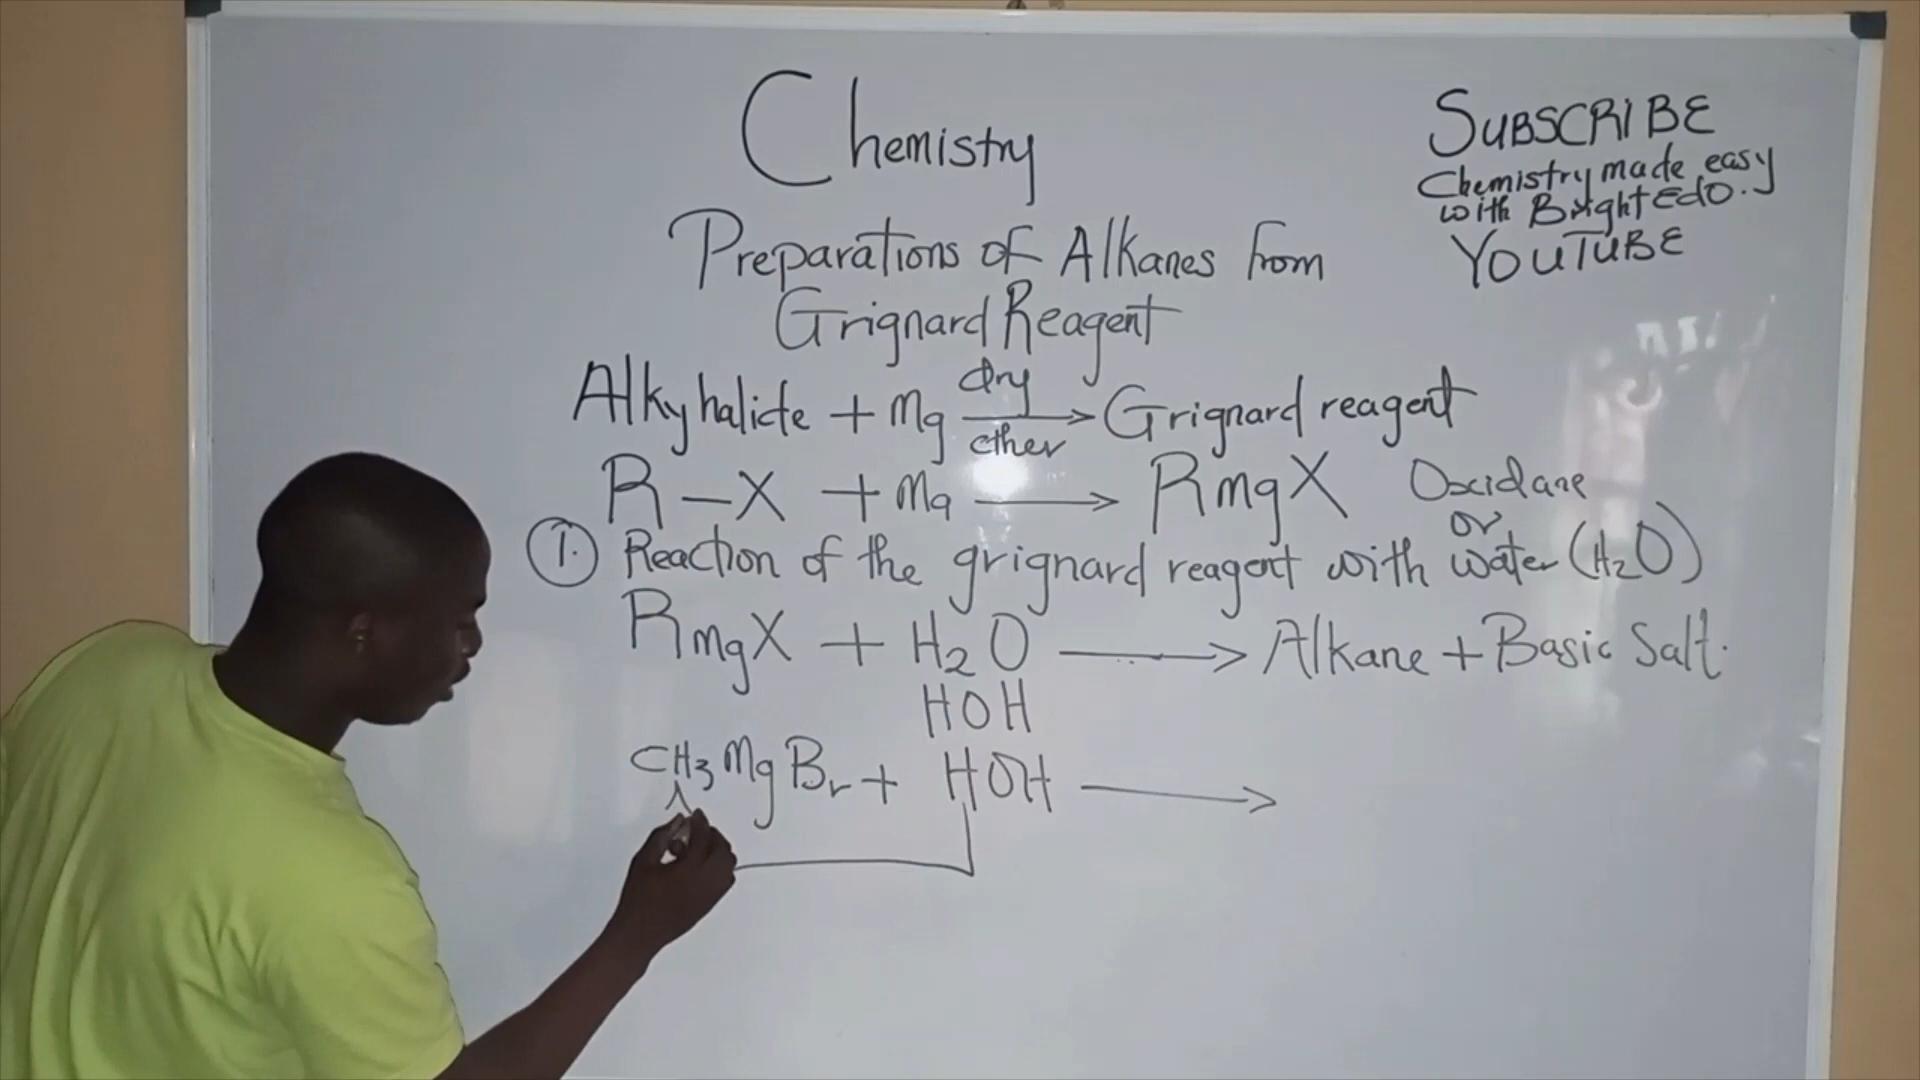 Chemistry
Preparations of Alkanes from
Grignard Reagent
SUBSCRIBE
Chemistry made easy
with Bright Edo.
YOUTUBE
Alkyhalide + Mg dry ether → Grignard reagent
R-X + Mg → RmgX
Oxidane
or
1. Reaction of the grignard reagent with water (H2O)
RmgX + H2O → Alkane + Basic Salt.
HOH
CH3MgBr + HOH →